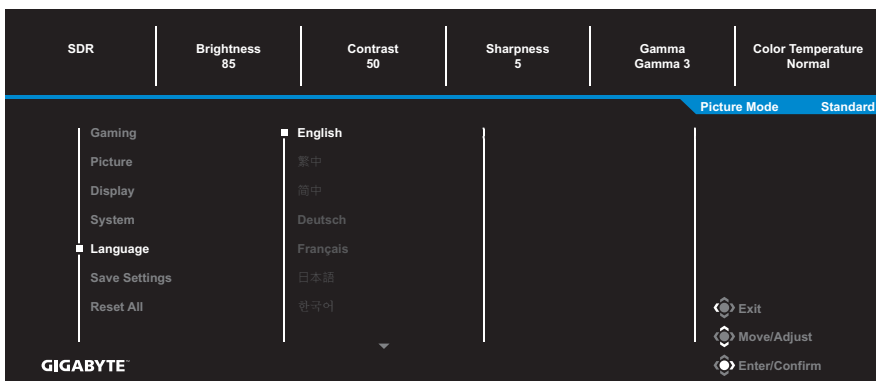 SDR
Brightness
85
Contrast
50
Sharpness
5
Gamma
Gamma 3
Color Temperature
Normal
Picture Mode Standard
Gaming
Picture
Display
System
Language
Save Settings
Reset All
English
繁中
简中
Deutsch
Français
日本語
한국어
Exit
Move/Adjust
Enter/Confirm
GIGABYTE™